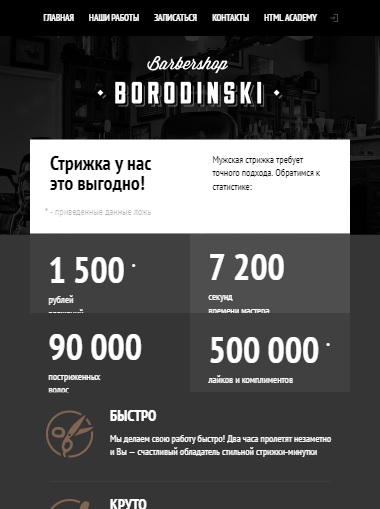 ГЛАВНАЯ НАШИ РАБОТЫ ЗАПИСАТЬСЯ КОНТАКТЫ HTML ACADEMY
Barbershop
BORODINSKI
Стрижка у нас
это выгодно!
* - приведенные данные ложь
Мужская стрижка требует
точного подхода. Обратимся к
статистике:
1 500 *
рублей
7 200
секунд
времени мастера
90 000
постриженных
волос
500 000 *
лайков и комплиментов
БЫСТРО
Мы делаем свою работу быстро! Два часа пролетят незаметно
и Вы — счастливый обладатель стильной стрижки-минутки
КРУТО